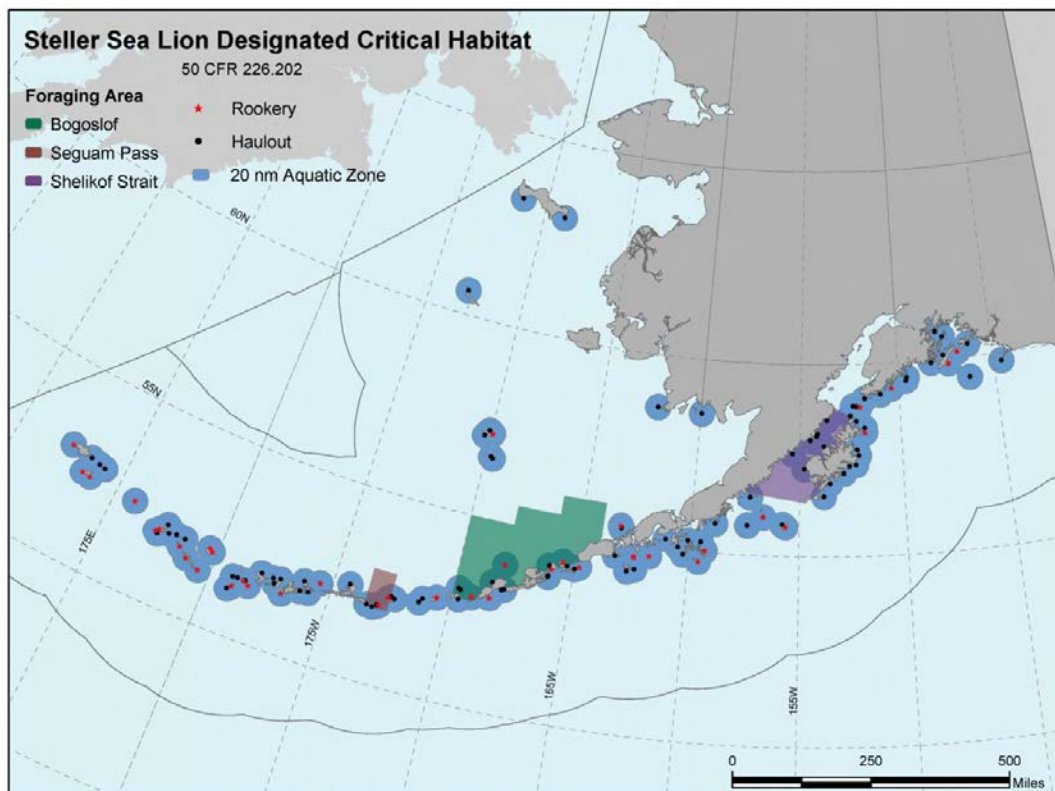 Steller Sea Lion Designated Critical Habitat
50 CFR 226.202
Foraging Area
Bogoslof
Seguam Pass
Shelikof Strait
Rookery
Haulout
20 nm Aquatic Zone
60N
55N
175E
175W
165W
155W
0 250 500
Miles